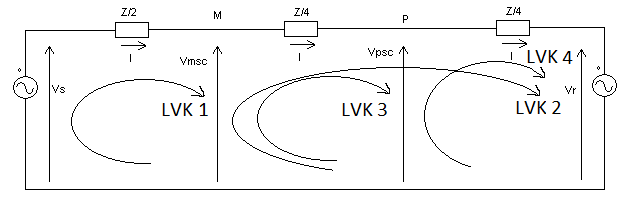 Z/2 M Z/4 P Z/4
I I I
Vmsc Vpsc LVK 4
Vs LVK 1 LVK 3 LVK 2 Vr